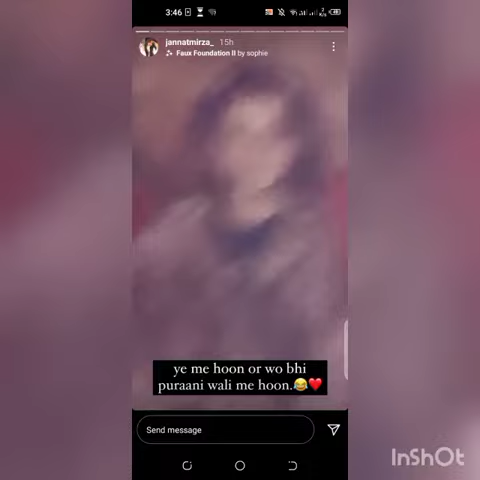 3:46
jannatmirza_ 15h
Faux Foundation II by sophie
ye me hoon or wo bhi
puraani wali me hoon.😂❤️
Send message
InShOt